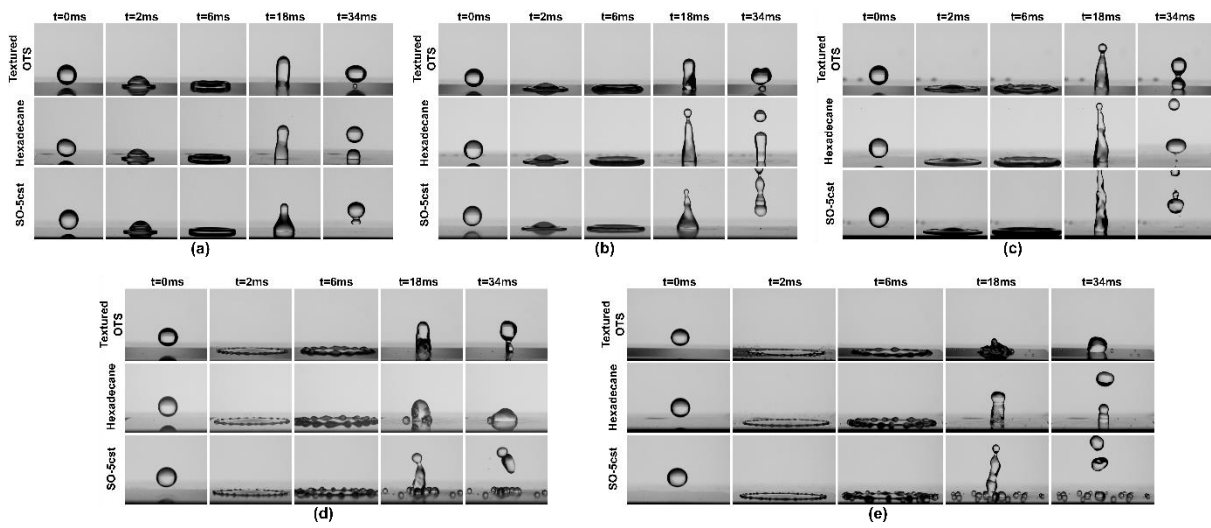 t=0ms t=2ms t=6ms t=18ms t=34ms
Textured
OTS
Hexadecane
SO-5cst
(a)
t=0ms t=2ms t=6ms t=18ms t=34ms
Textured
OTS
Hexadecane
SO-5cst
(b)
t=0ms t=2ms t=6ms t=18ms t=34ms
Textured
OTS
Hexadecane
SO-5cst
(c)
t=0ms t=2ms t=6ms t=18ms t=34ms
Textured
OTS
Hexadecane
SO-5cst
(d)
t=0ms t=2ms t=6ms t=18ms t=34ms
Textured
OTS
Hexadecane
SO-5cst
(e)